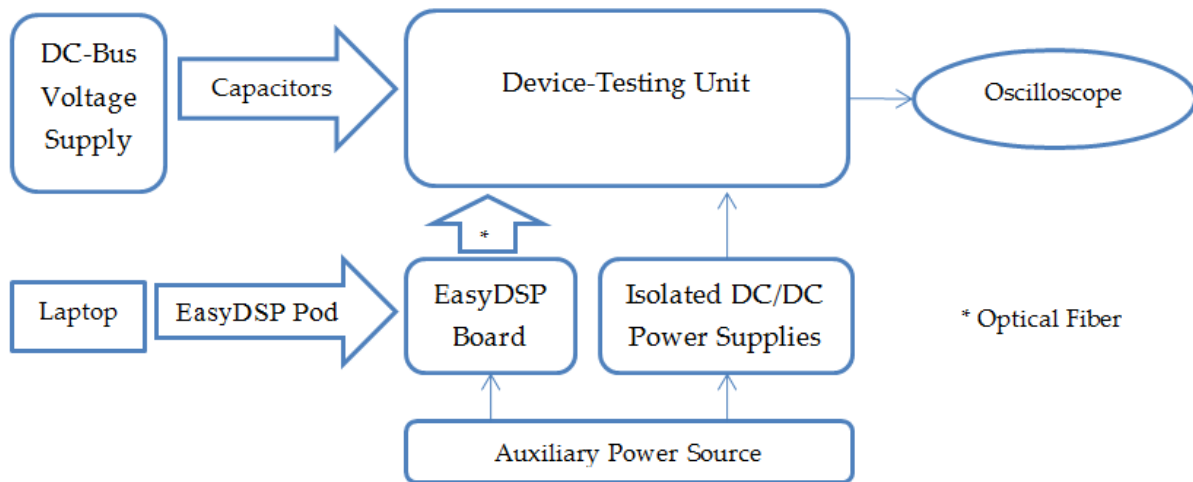 DC-Bus
Voltage
Supply
Capacitors
Device-Testing Unit
Oscilloscope
*
Laptop
EasyDSP Pod
EasyDSP
Board
Isolated DC/DC
Power Supplies
* Optical Fiber
Auxiliary Power Source